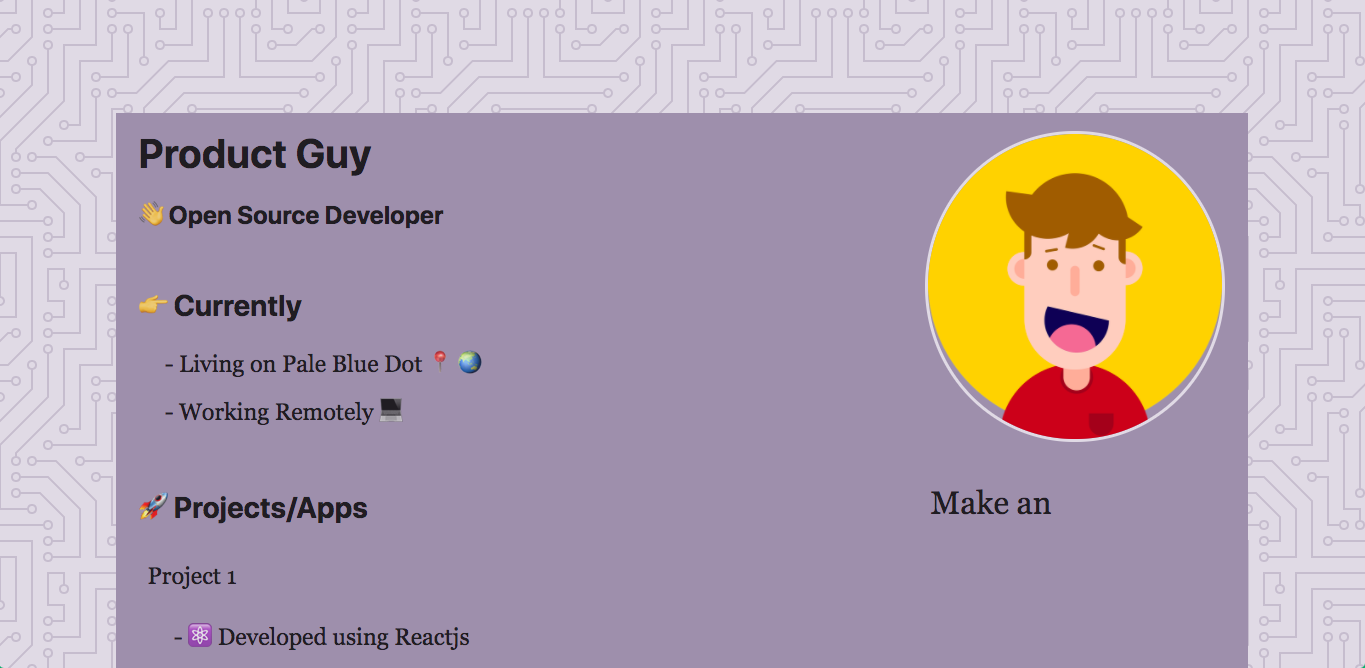 Product Guy
👋 Open Source Developer
👉 Currently
- Living on Pale Blue Dot 📍 🌏
- Working Remotely 💻
🚀 Projects/Apps
Project 1
- ⚛️ Developed using Reactjs
Make an